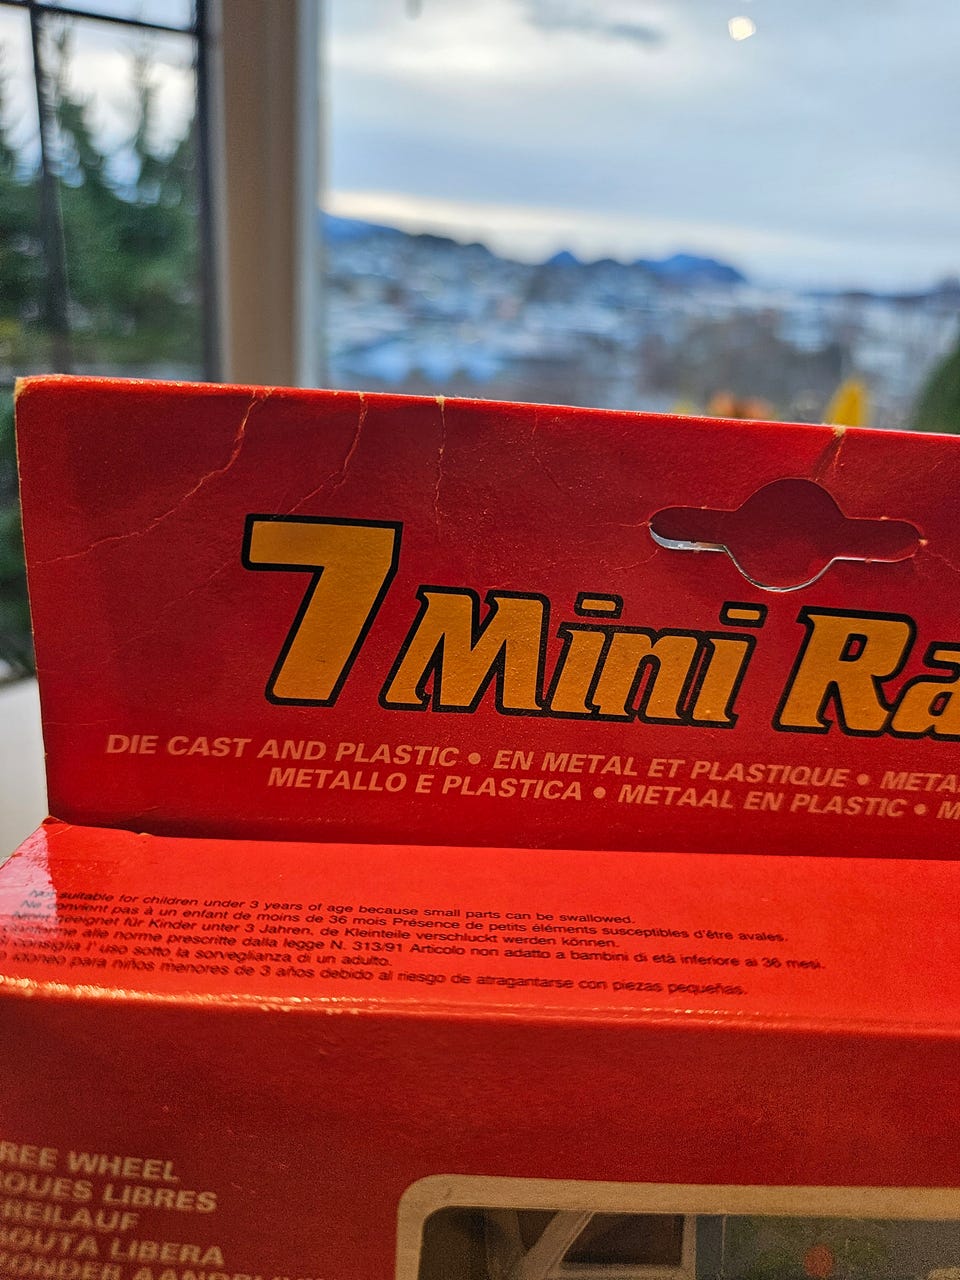 7 Mini Ra
DIE CAST AND PLASTIC • EN METAL ET PLASTIQUE • META
METALLO E PLASTICA • METAAL EN PLASTIC • M
Not suitable for children under 3 years of age because small parts can be swallowed.
Ne convient pas à un enfant de moins de 36 mois Présence de petits éléments susceptibles d'être avales.
geeignet für Kinder unter 3 Jahren, de Kleinteile verschluckt werden können.
alle norme prescritte dalla legge N. 313/91 Articolo non adatto a bambini di età inferiore ai 36 mesi.
consiglia l' uso sotto la sorveglianza di un adulto.
idoneo para niños menores de 3 años debido al riesgo de atragantarse con piezas pequeñas.
REE WHEEL
OUES LIBRES
REILAUF
OUTA LIBERA